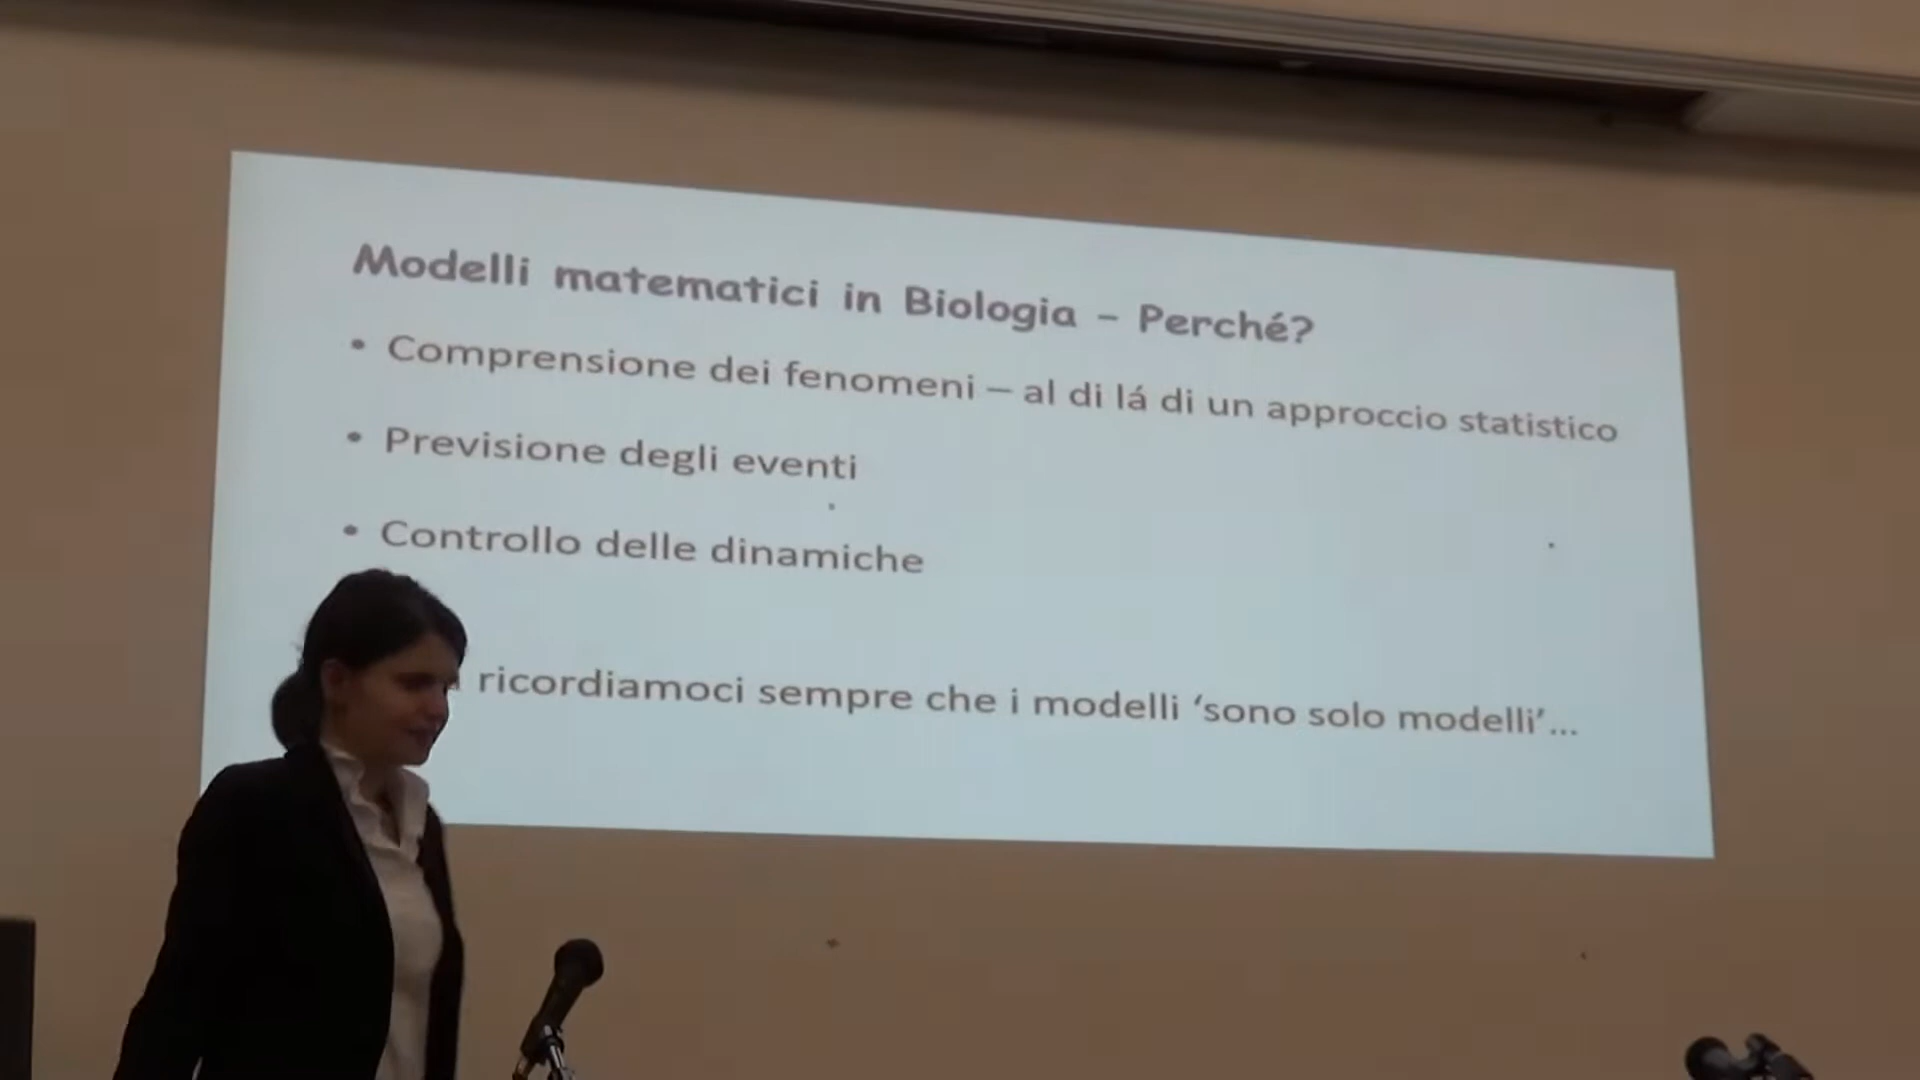 Modelli matematici in Biologia – Perché?
• Comprensione dei fenomeni – al di lá di un approccio statistico
• Previsione degli eventi
• Controllo delle dinamiche
ricordiamoci sempre che i modelli ‘sono solo modelli’...